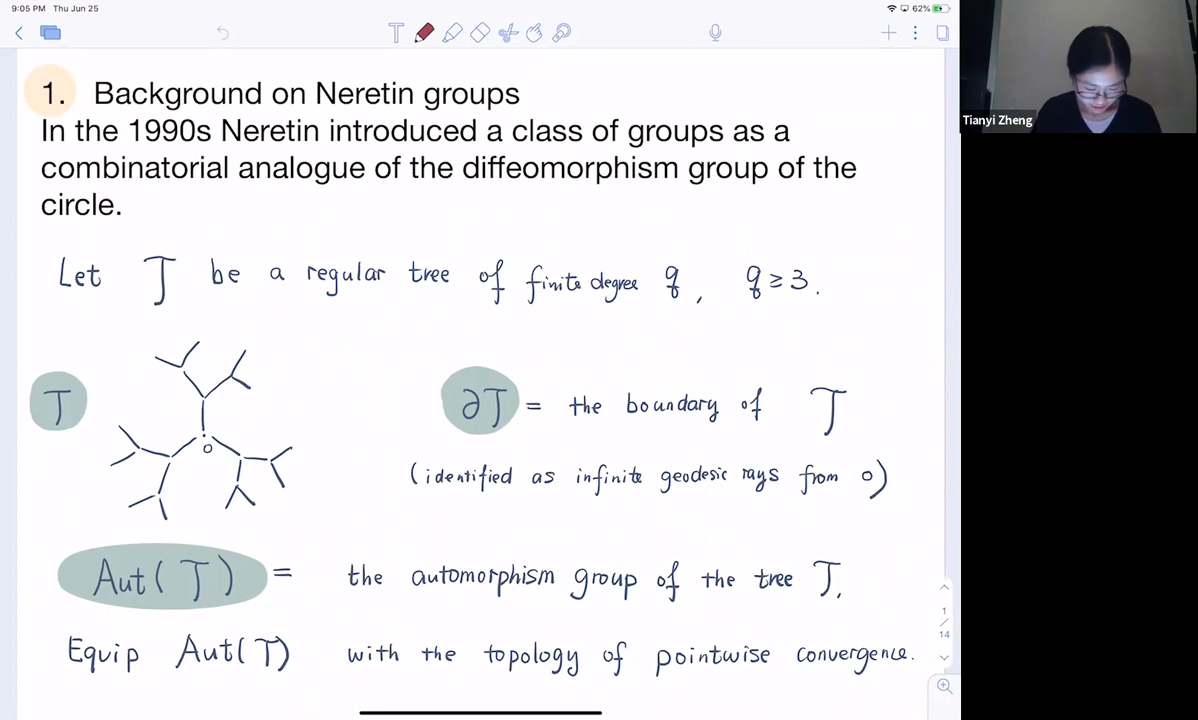 9:05 PM Thu Jun 25
62%
1. Background on Neretin groups
In the 1990s Neretin introduced a class of groups as a
combinatorial analogue of the diffeomorphism group of the
circle.
Let T be a regular tree of finite degree q, q ≥ 3.
T
o
∂T = the boundary of T
(identified as infinite geodesic rays from o)
Aut(T) = the automorphism group of the tree T.
Equip Aut(T) with the topology of pointwise convergence.
1
/
14
Tianyi Zheng